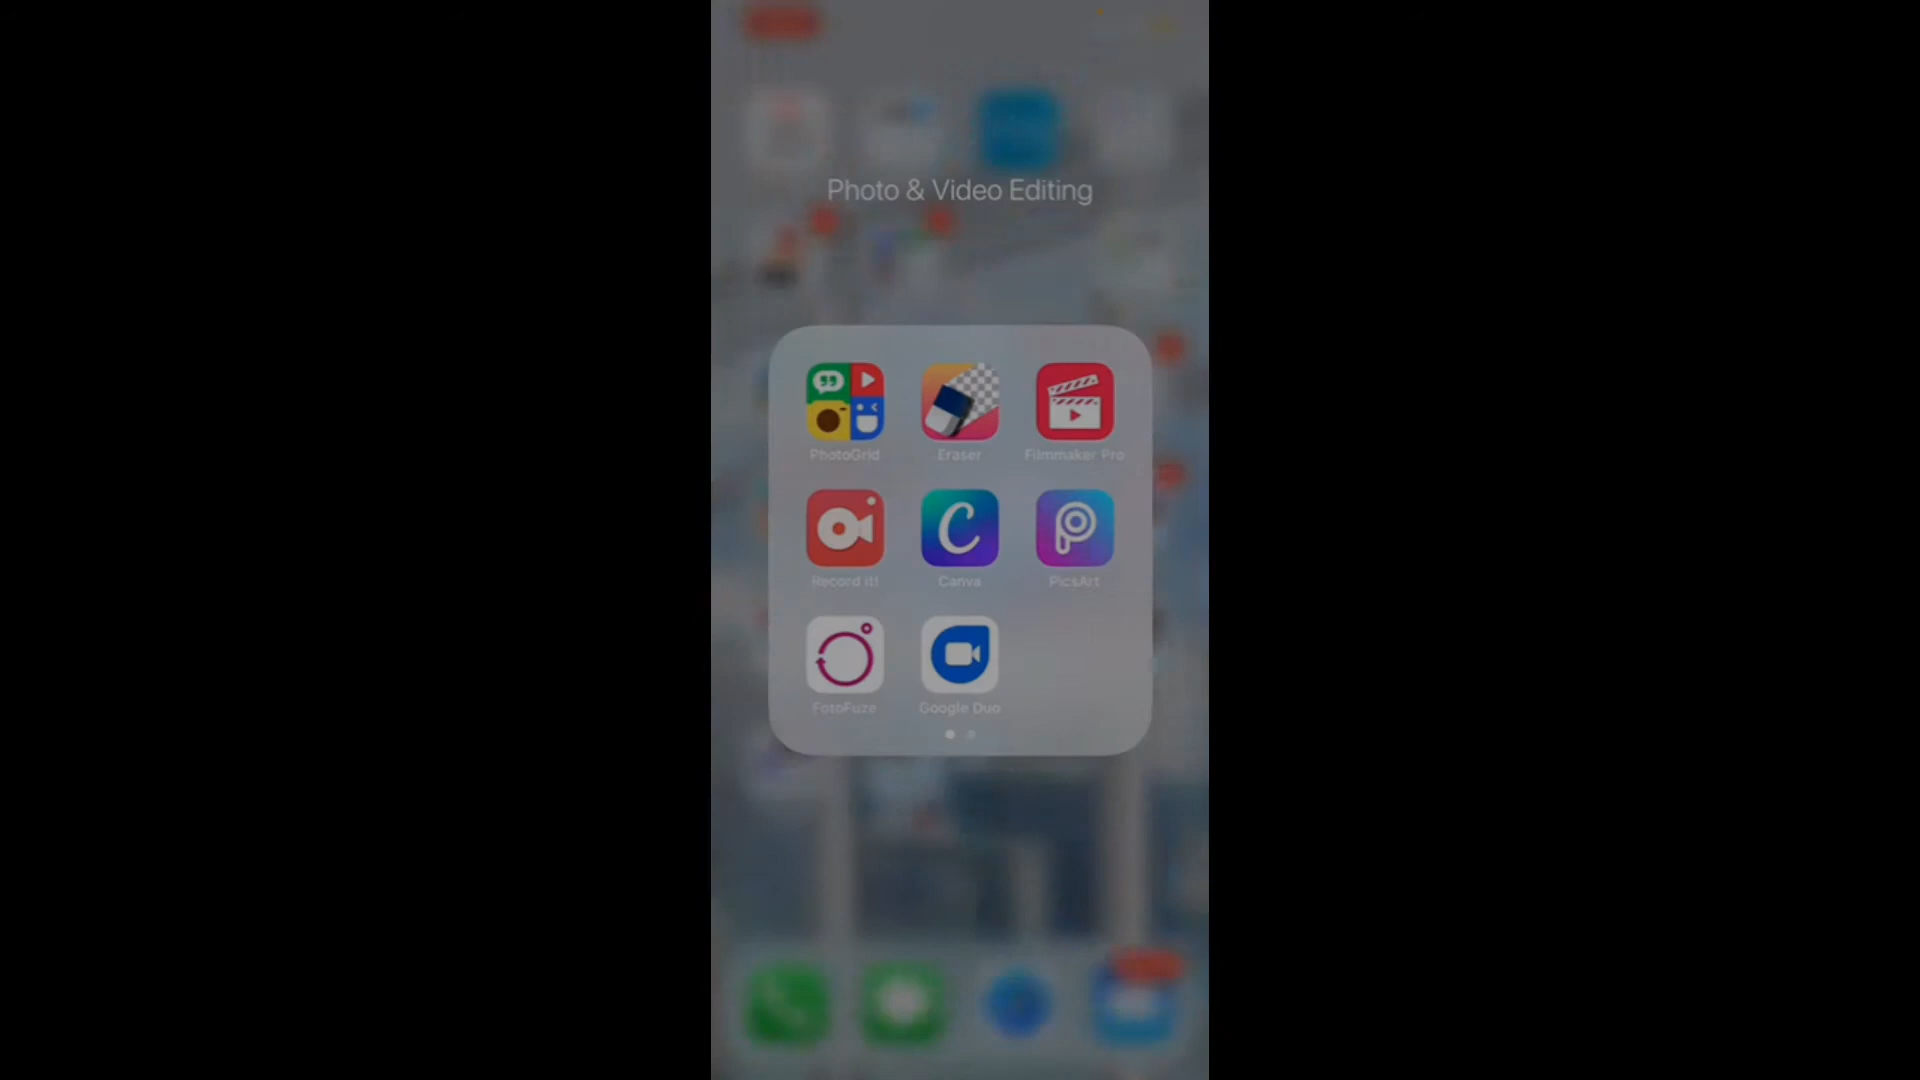 Photo & Video Editing
PhotoGrid Eraser Filmmaker Pro
Record It! Canva PicsArt
FotoFuze Google Duo